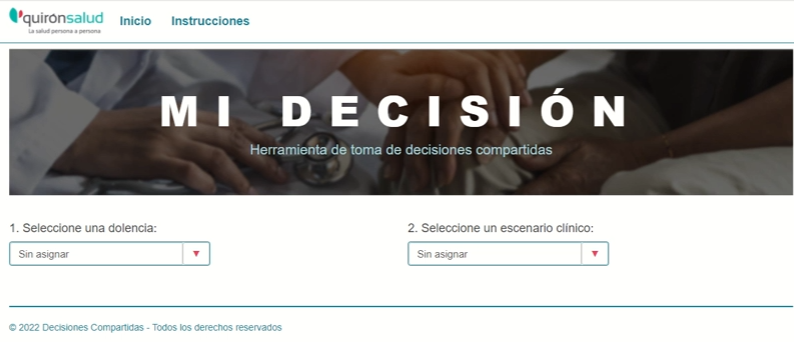 quirónsalud
La salud persona a persona
Inicio
Instrucciones
MI DECISIÓN
Herramienta de toma de decisiones compartidas
1. Seleccione una dolencia:
Sin asignar
2. Seleccione un escenario clínico:
Sin asignar
© 2022 Decisiones Compartidas - Todos los derechos reservados